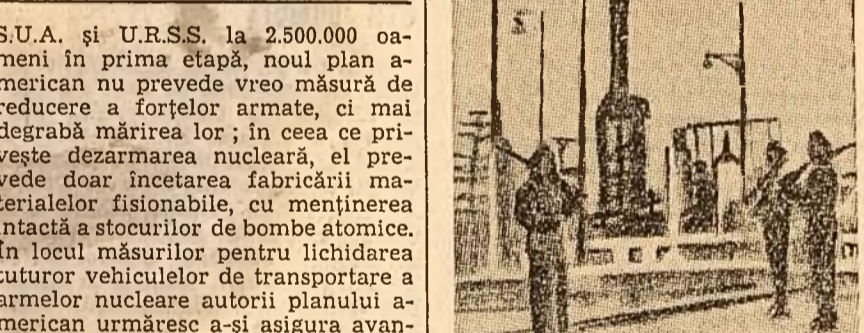 S.U.A. și U.R.S.S. la 2.500.000 oa-
meni în prima etapă, noul plan a-
merican nu prevede vreo măsură de
reducere a forțelor armate, ci mai
degrabă mărirea lor ; în ceea ce pri-
vește dezarmarea nucleară, el pre-
vede doar încetarea fabricării ma-
terialelor fisionabile, cu menținerea
intactă a stocurilor de bombe atomice.
În locul măsurilor pentru lichidarea
tuturor vehiculelor de transportare a
armelor nucleare autorii planului a-
merican urmăresc a-și asigura avan-